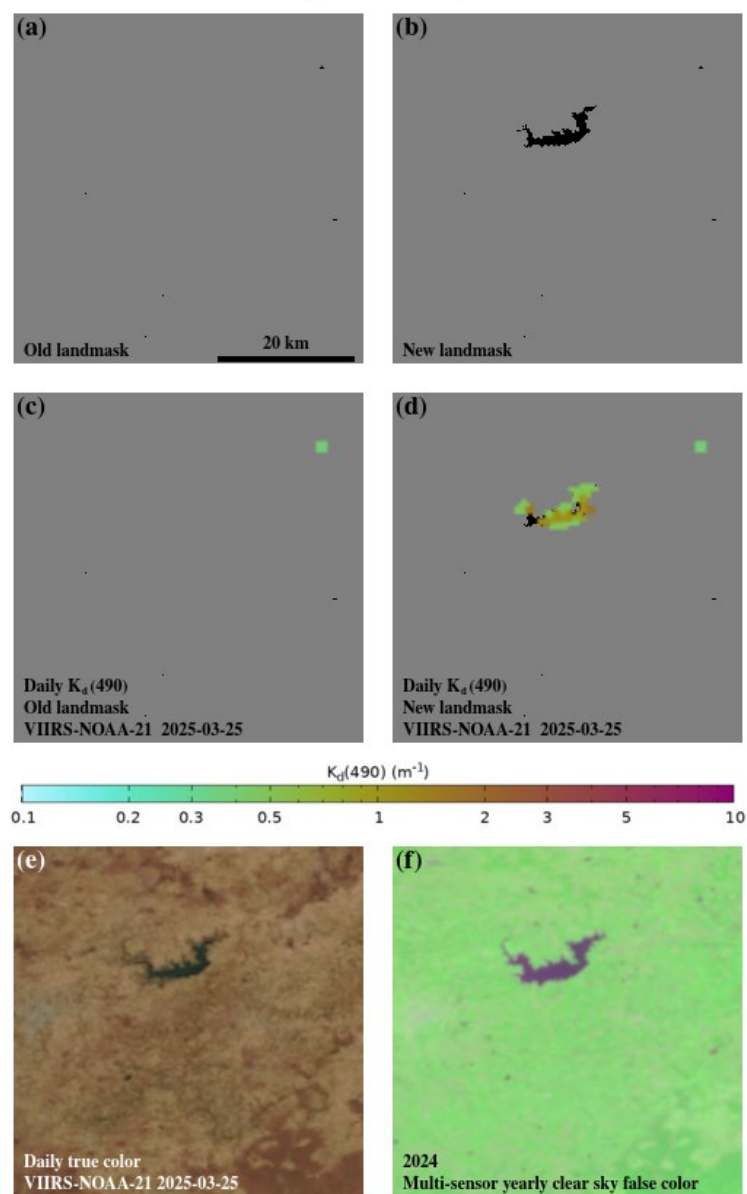 (a)
(b)
Old landmask
20 km
New landmask
(c)
(d)
Daily K_d(490)
Old landmask
VIIRS-NOAA-21 2025-03-25
Daily K_d(490)
New landmask
VIIRS-NOAA-21 2025-03-25
K_d(490) (m⁻¹)
0.1 0.2 0.3 0.5 1 2 3 5 10
(e)
(f)
Daily true color
VIIRS-NOAA-21 2025-03-25
2024
Multi-sensor yearly clear sky false color